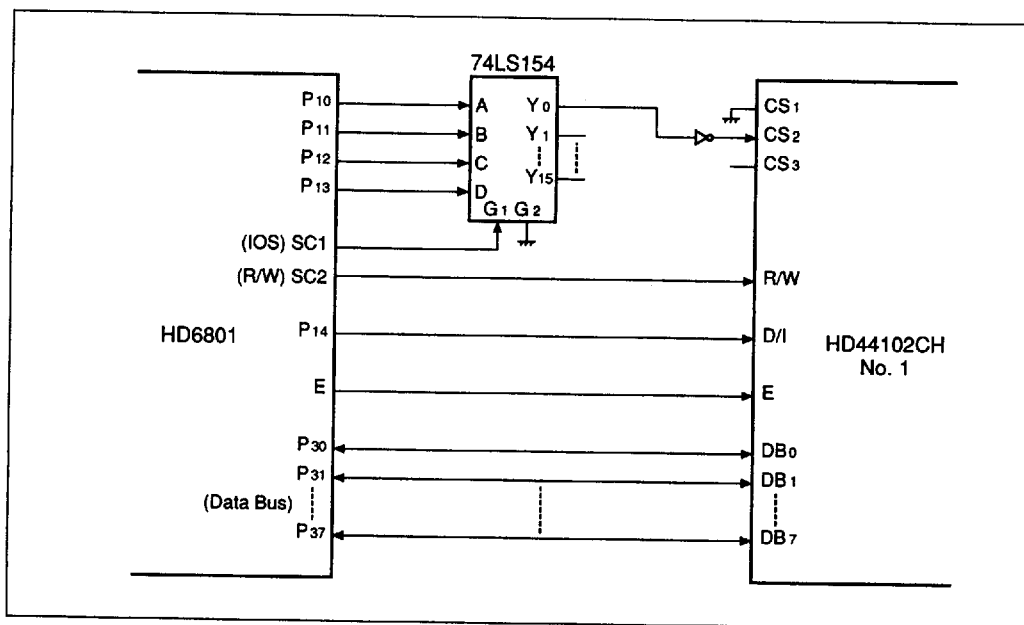 74LS154
P10 A Y0 CS1
P11 B Y1 CS2
P12 C CS3
P13 D Y15
G1 G2
(IOS) SC1
(R/W) SC2 R/W
HD6801 P14 D/I
HD44102CH
No. 1
E E
P30 DB0
P31 DB1
(Data Bus)
P37 DB7